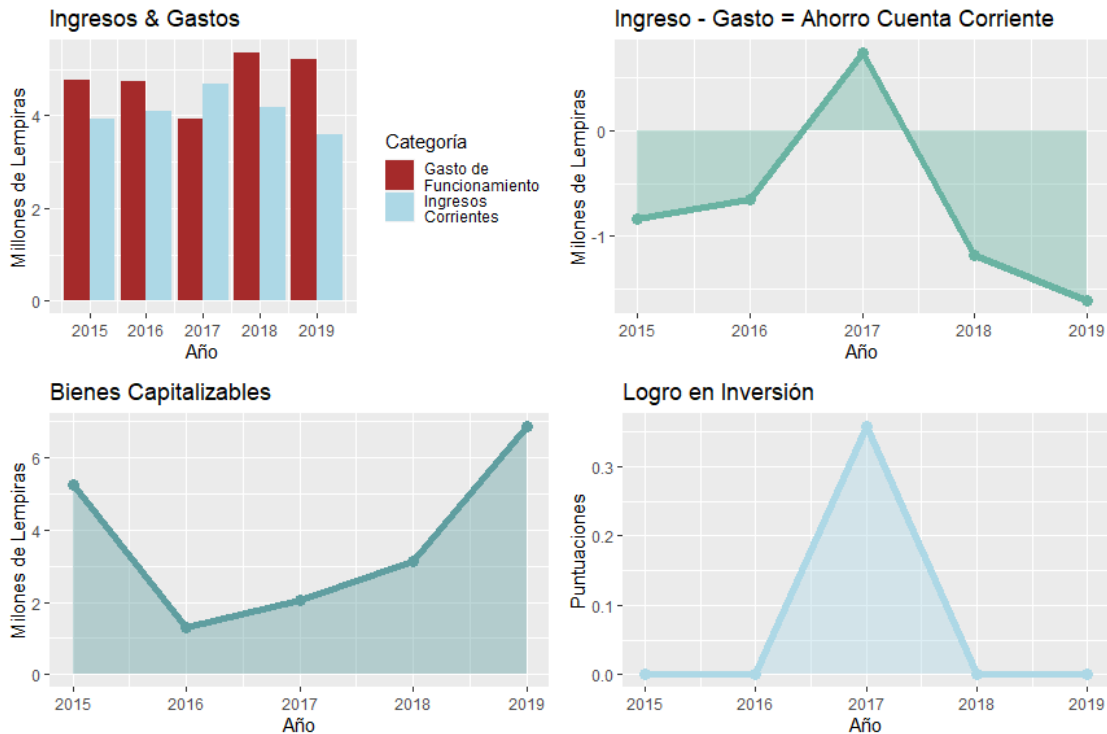 Ingresos & Gastos
Millones de Lempiras
4
2
0
2015 2016 2017 2018 2019
Año
Categoría
Gasto de
Funcionamiento
Ingresos
Corrientes
Ingreso - Gasto = Ahorro Cuenta Corriente
Milones de Lempiras
0
-1
2015 2016 2017 2018 2019
Año
Bienes Capitalizables
Milones de Lempiras
6
4
2
0
2015 2016 2017 2018 2019
Año
Logro en Inversión
Puntuaciones
0.3
0.2
0.1
0.0
2015 2016 2017 2018 2019
Año